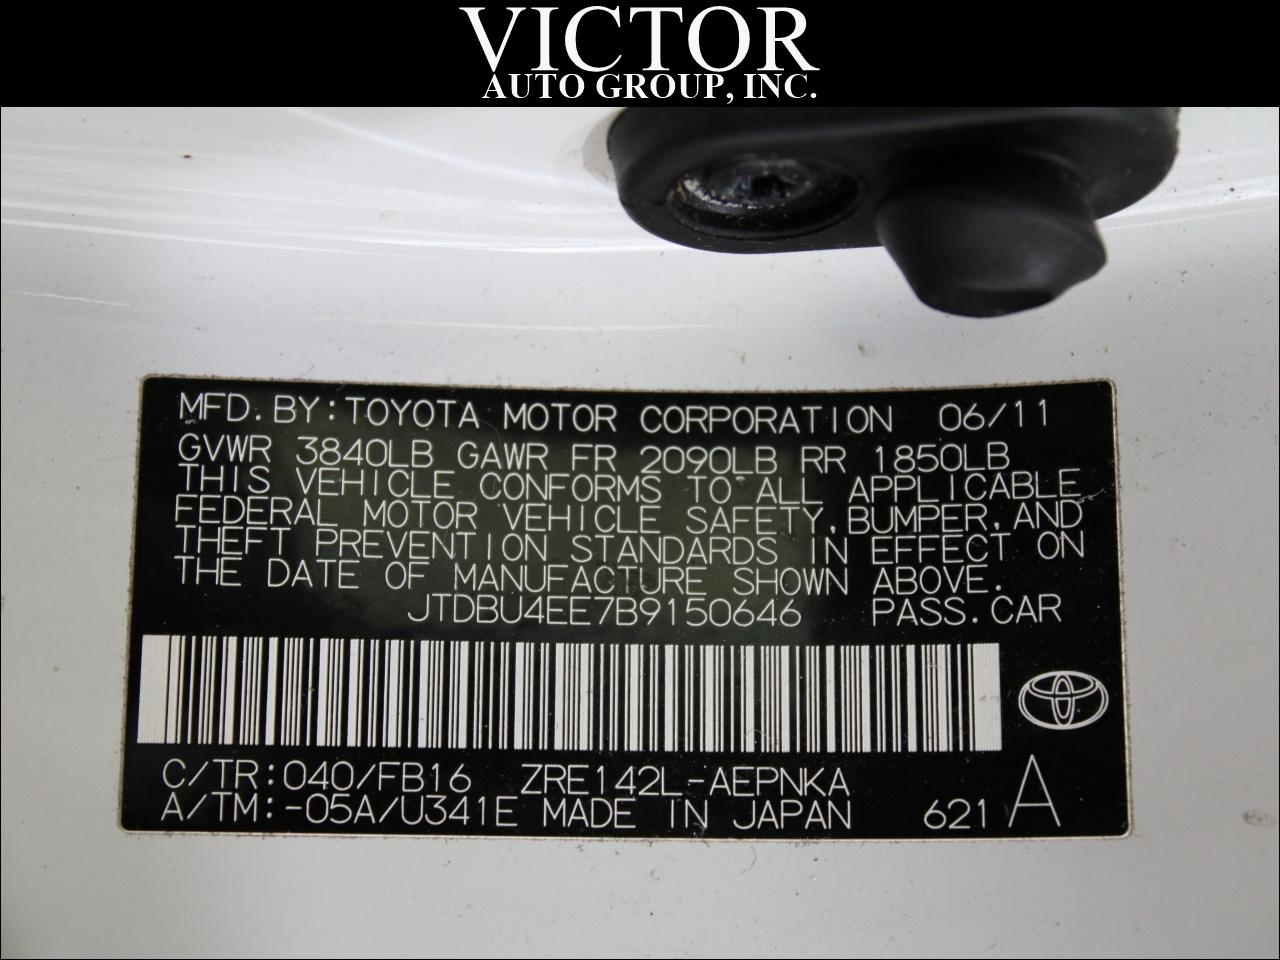 VICTOR
AUTO GROUP, INC.
MFD. BY: TOYOTA MOTOR CORPORATION 06/11
GVWR 3840LB GAWR FR 2090LB RR 1850LB
THIS VEHICLE CONFORMS TO ALL APPLICABLE
FEDERAL MOTOR VEHICLE SAFETY, BUMPER, AND
THEFT PREVENTION STANDARDS IN EFFECT ON
THE DATE OF MANUFACTURE SHOWN ABOVE.
JTDBU4EE7B9150646 PASS. CAR
C/TR: 040/FB16 ZRE142L-AEPNKA
A/TM: -05A/U341E MADE IN JAPAN 621 A